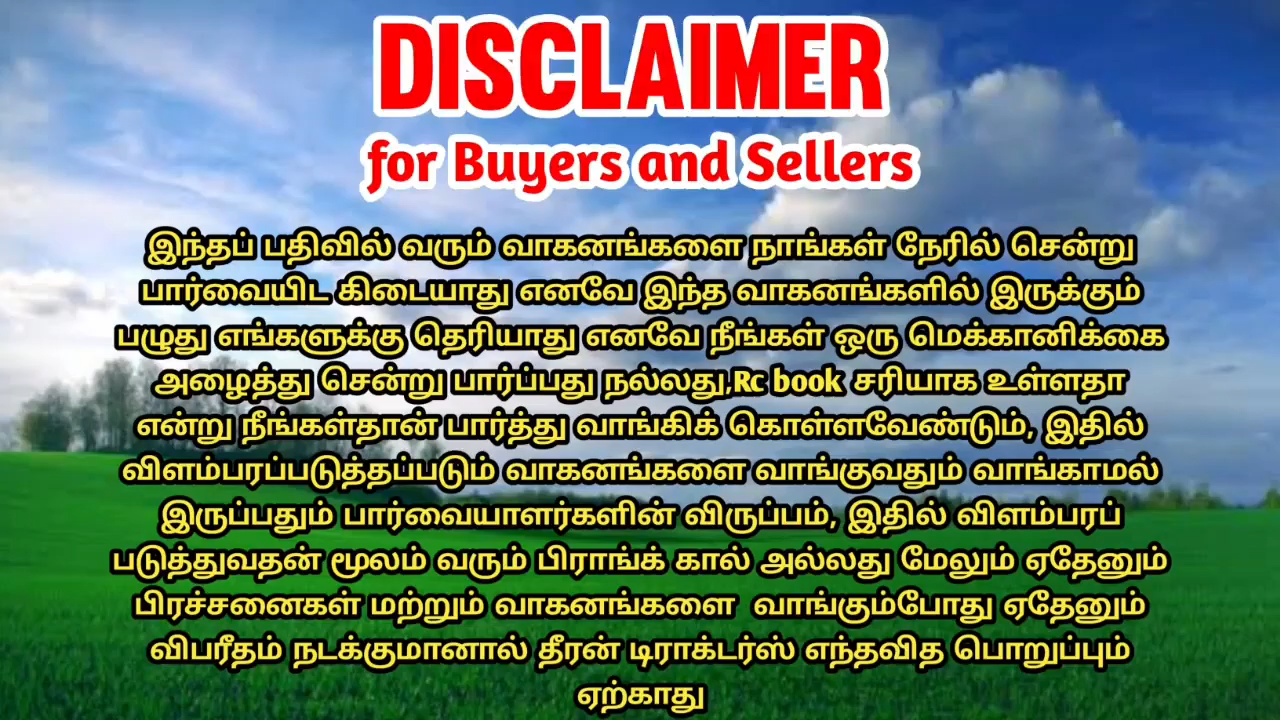 DISCLAIMER
for Buyers and Sellers
இந்தப் பதிவில் வரும் வாகனங்களை நாங்கள் நேரில் சென்று
பார்வையிட கிடையாது எனவே இந்த வாகனங்களில் இருக்கும்
பழுது எங்களுக்கு தெரியாது எனவே நீங்கள் ஒரு மெக்கானிக்கை
அழைத்து சென்று பார்ப்பது நல்லது,Rc book சரியாக உள்ளதா
என்று நீங்கள்தான் பார்த்து வாங்கிக் கொள்ளவேண்டும், இதில்
விளம்பரப்படுத்தப்படும் வாகனங்களை வாங்குவதும் வாங்காமல்
இருப்பதும் பார்வையாளர்களின் விருப்பம், இதில் விளம்பரப்
படுத்துவதன் மூலம் வரும் பிராங்க் கால் அல்லது மேலும் ஏதேனும்
பிரச்சனைகள் மற்றும் வாகனங்களை வாங்கும்போது ஏதேனும்
விபரீதம் நடக்குமானால் தீரன் டிராக்டர்ஸ் எந்தவித பொறுப்பும்
ஏற்காது